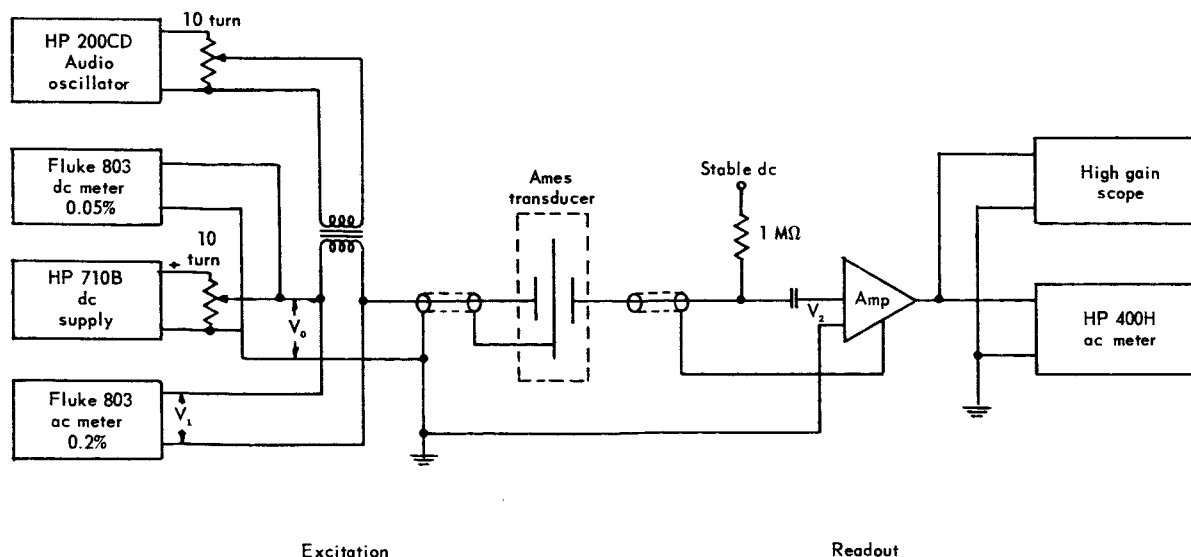 10 turn
HP 200CD
Audio
oscillator
Fluke 803
dc meter
0.05%
10
turn
+
HP 710B
dc
supply
V₀
Fluke 803
ac meter
0.2%
V₁
Ames
transducer
Stable dc
1 MΩ
V₂
Amp
High gain
scope
HP 400H
ac meter
Excitation
Readout